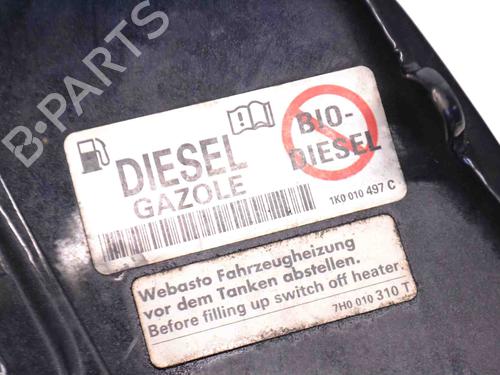 B-PARTS
DIESEL
GAZOLE
BIO-
DIESEL
1K0 010 497 C
Webasto Fahrzeugheizung
vor dem Tanken abstellen.
Before filling up switch off heater.
7H0 010 310 T